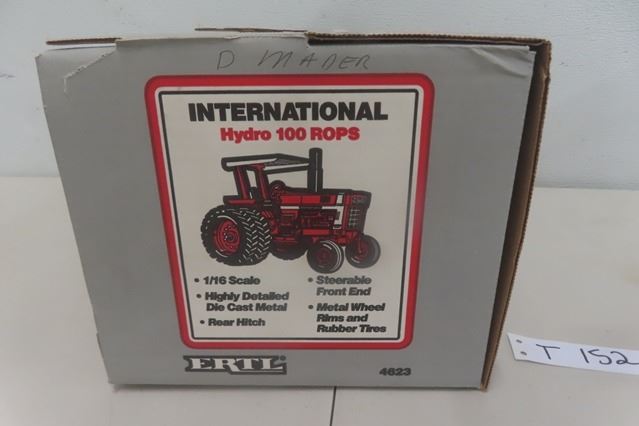 D MADER
INTERNATIONAL
Hydro 100 ROPS
• 1/16 Scale
• Highly Detailed
Die Cast Metal
• Rear Hitch
• Steerable
Front End
• Metal Wheel
Rims and
Rubber Tires
ERTL®
4623
T 152